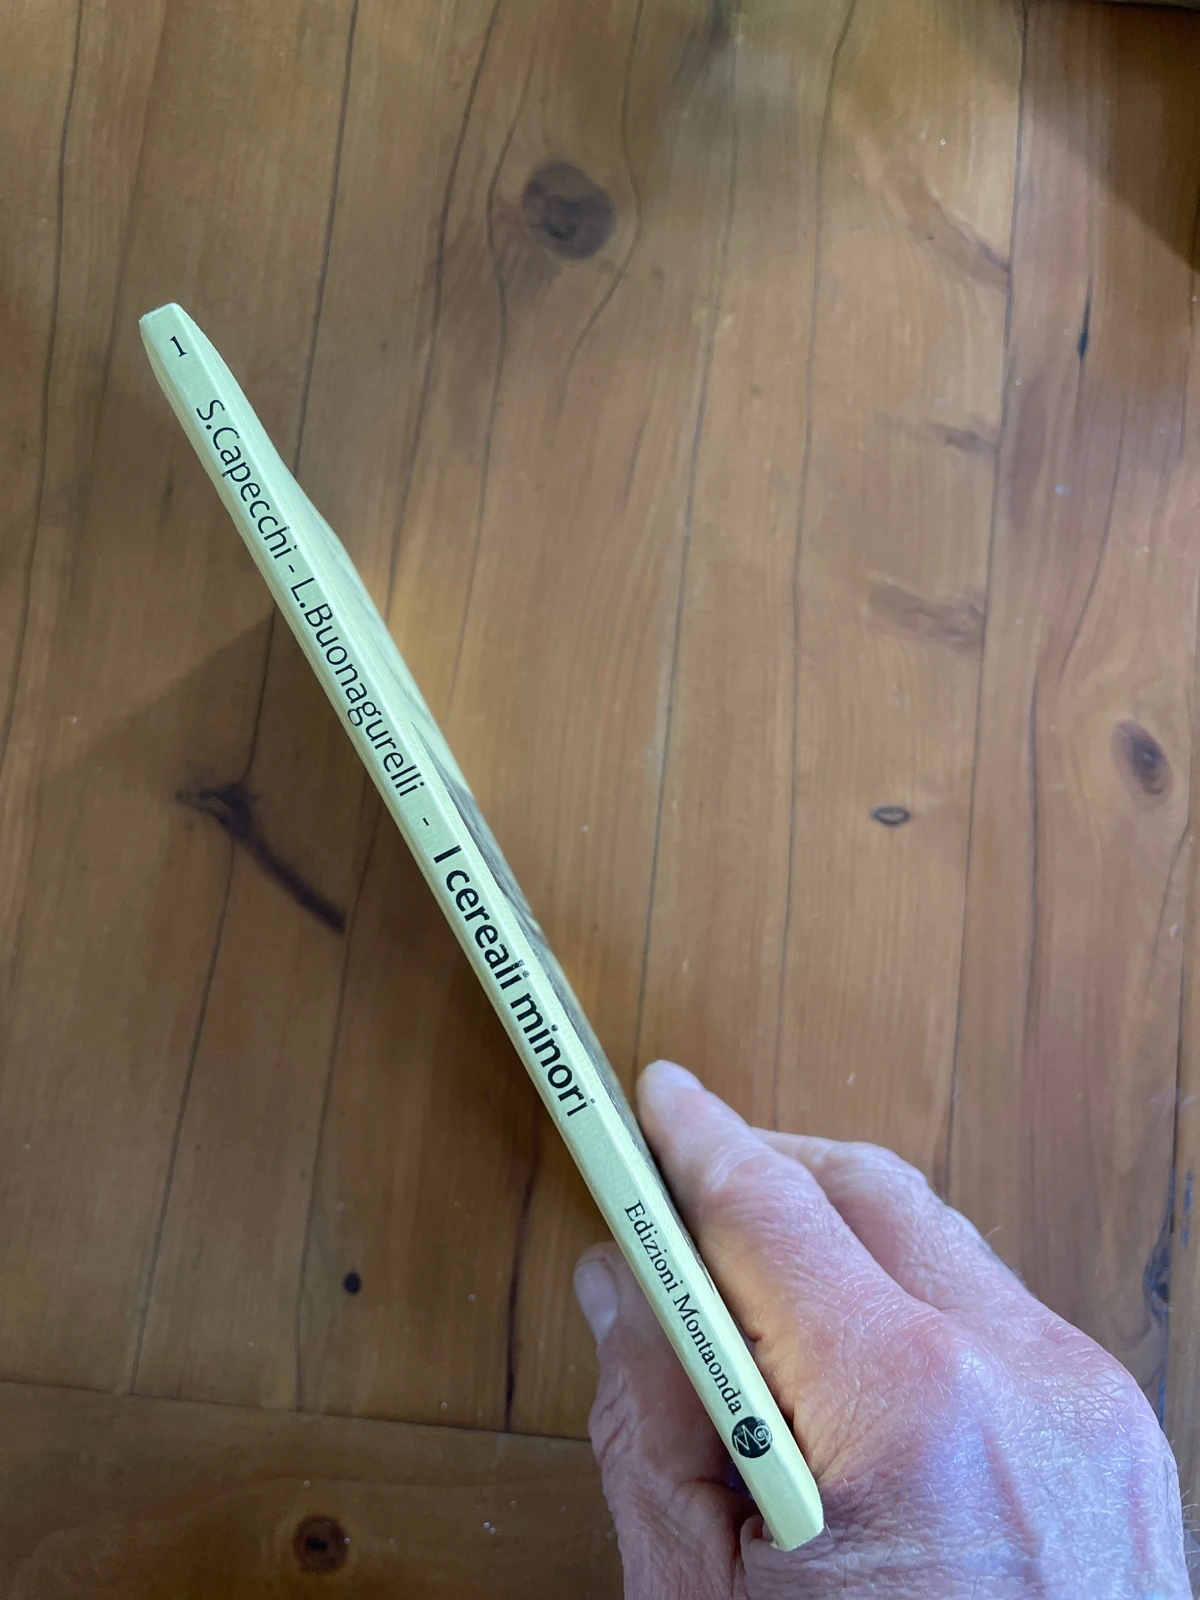 1
S.Capecchi - L.Buonagurelli - I cereali minori
Edizioni Montaonda